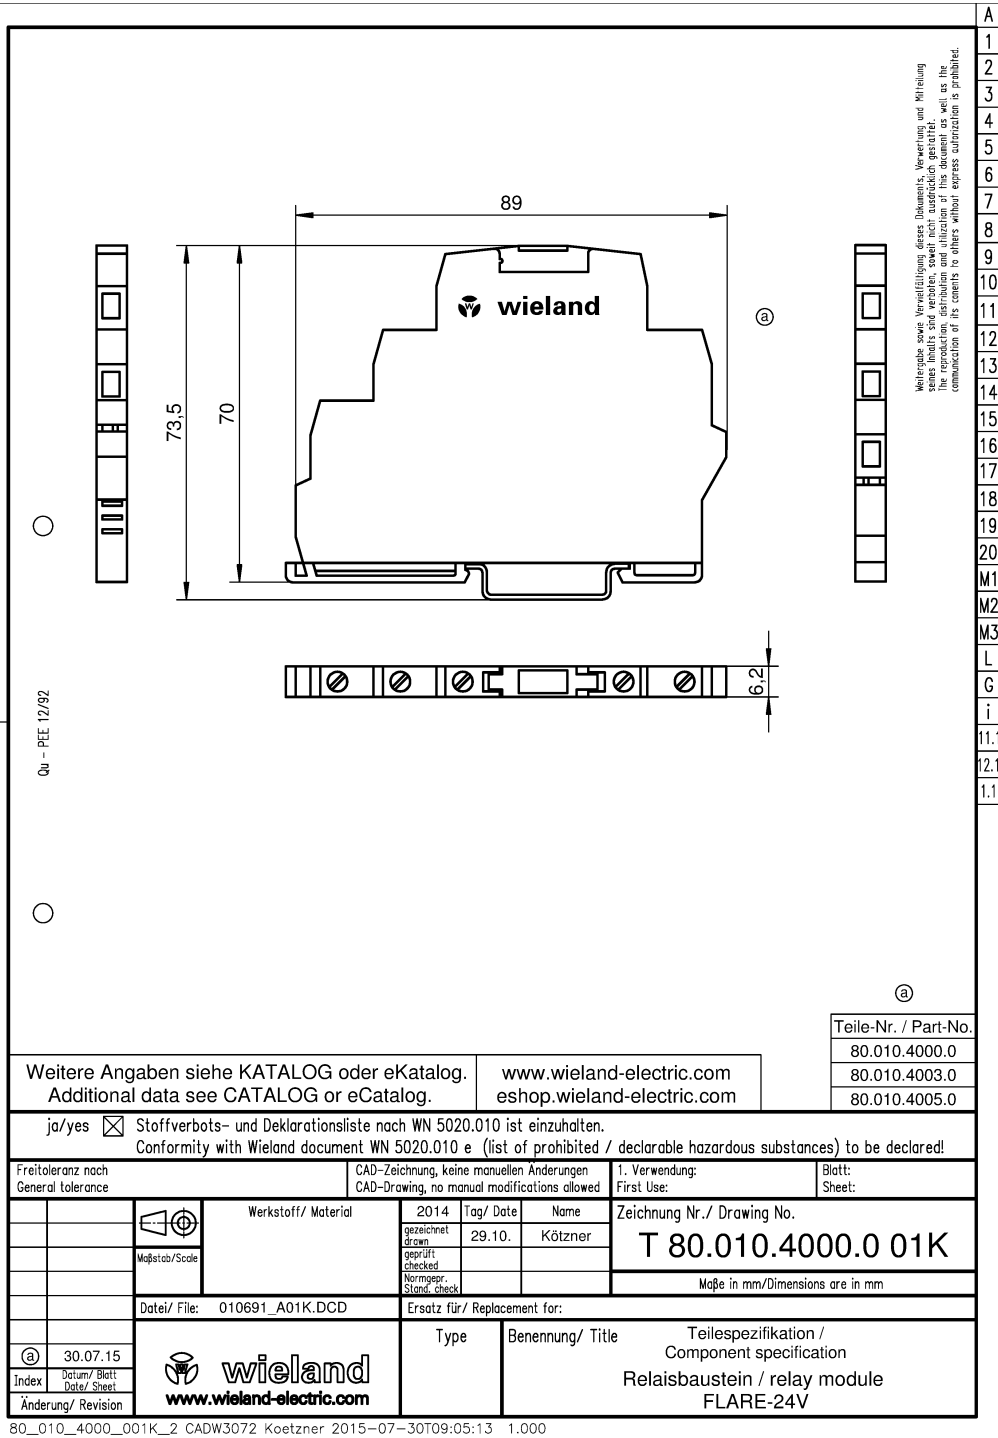 A
1
2
3
4
5
6
7
8
9
10
11
12
13
14
15
16
17
18
19
20
M1
M2
M3
L
G
i
11.1
12.1
1.1
Weitergabe sowie Vervielfältigung dieses Dokuments, Verwertung und Mitteilung
seines Inhalts sind verboten, soweit nicht ausdrücklich gestattet.
The reproduction, distribution and utilization of this document as well as the
communication of its conents to others without express autorization is prohibited.
89
wieland
a
73,5
70
6,2
Qu - PEE 12/92
a
Teile-Nr. / Part-No.
80.010.4000.0
80.010.4003.0
80.010.4005.0
Weitere Angaben siehe KATALOG oder eKatalog.
Additional data see CATALOG or eCatalog.
www.wieland-electric.com
eshop.wieland-electric.com
ja/yes
Stoffverbots- und Deklarationsliste nach WN 5020.010 ist einzuhalten.
Conformity with Wieland document WN 5020.010 e (list of prohibited / declarable hazardous substances) to be declared!
Freitoleranz nach
General tolerance
CAD-Zeichnung, keine manuellen Änderungen
CAD-Drawing, no manual modifications allowed
1. Verwendung:
First Use:
Blatt:
Sheet:
Maßstab/Scale
Werkstoff/ Material
2014 Tag/ Date Name
gezeichnet
drawn
29.10. Kötzner
geprüft
checked
Normgepr.
Stand. check
Zeichnung Nr./ Drawing No.
T 80.010.4000.0 01K
Maße in mm/Dimensions are in mm
Datei/ File: 010691_A01K.DCD
Ersatz für/ Replacement for:
Type
Benennung/ Title
Teilespezifikation /
Component specification
Relaisbaustein / relay module
FLARE-24V
a 30.07.15
Index
Datum/ Blatt
Date/ Sheet
Änderung/ Revision
wieland
www.wieland-electric.com
80_010_4000_001K_2 CADW3072 Koetzner 2015-07-30T09:05:13 1.000